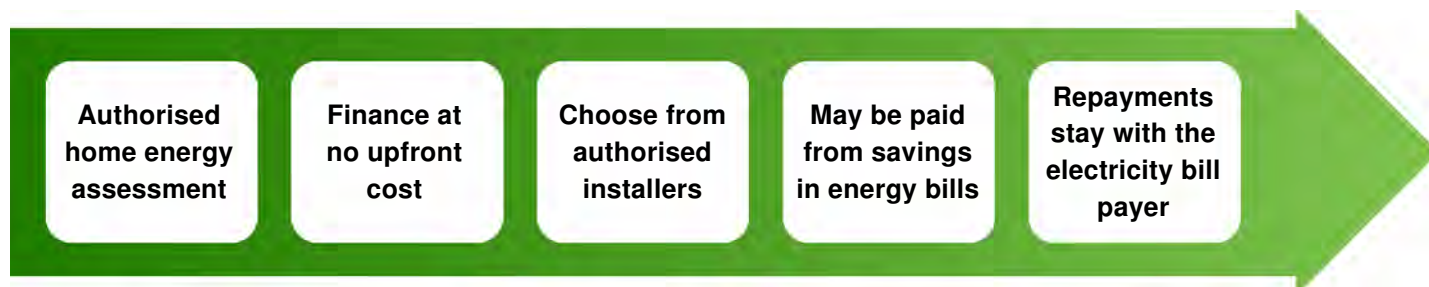 Authorised
home energy
assessment
Finance at
no upfront
cost
Choose from
authorised
installers
May be paid
from savings
in energy bills
Repayments
stay with the
electricity bill
payer